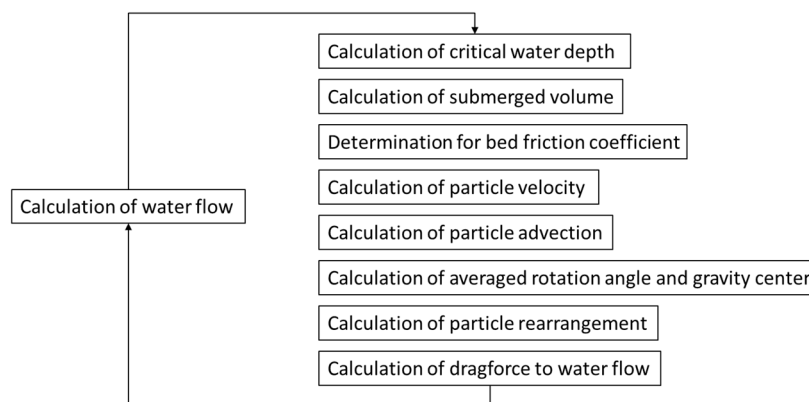 Calculation of critical water depth
Calculation of submerged volume
Determination for bed friction coefficient
Calculation of particle velocity
Calculation of water flow
Calculation of particle advection
Calculation of averaged rotation angle and gravity center
Calculation of particle rearrangement
Calculation of dragforce to water flow